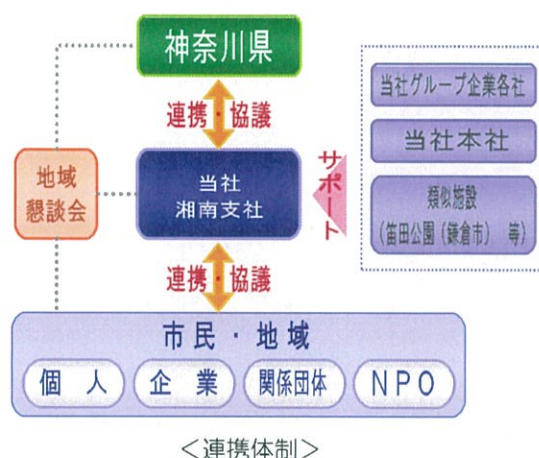 神奈川県
連携・協議
当社グループ企業各社
当社本社
類似施設
(笛田公園(鎌倉市) 等)
サポート
地域
懇談会
当社
湘南支社
連携・協議
市民・地域
個人
企業
関係団体
NPO
<連携体制>